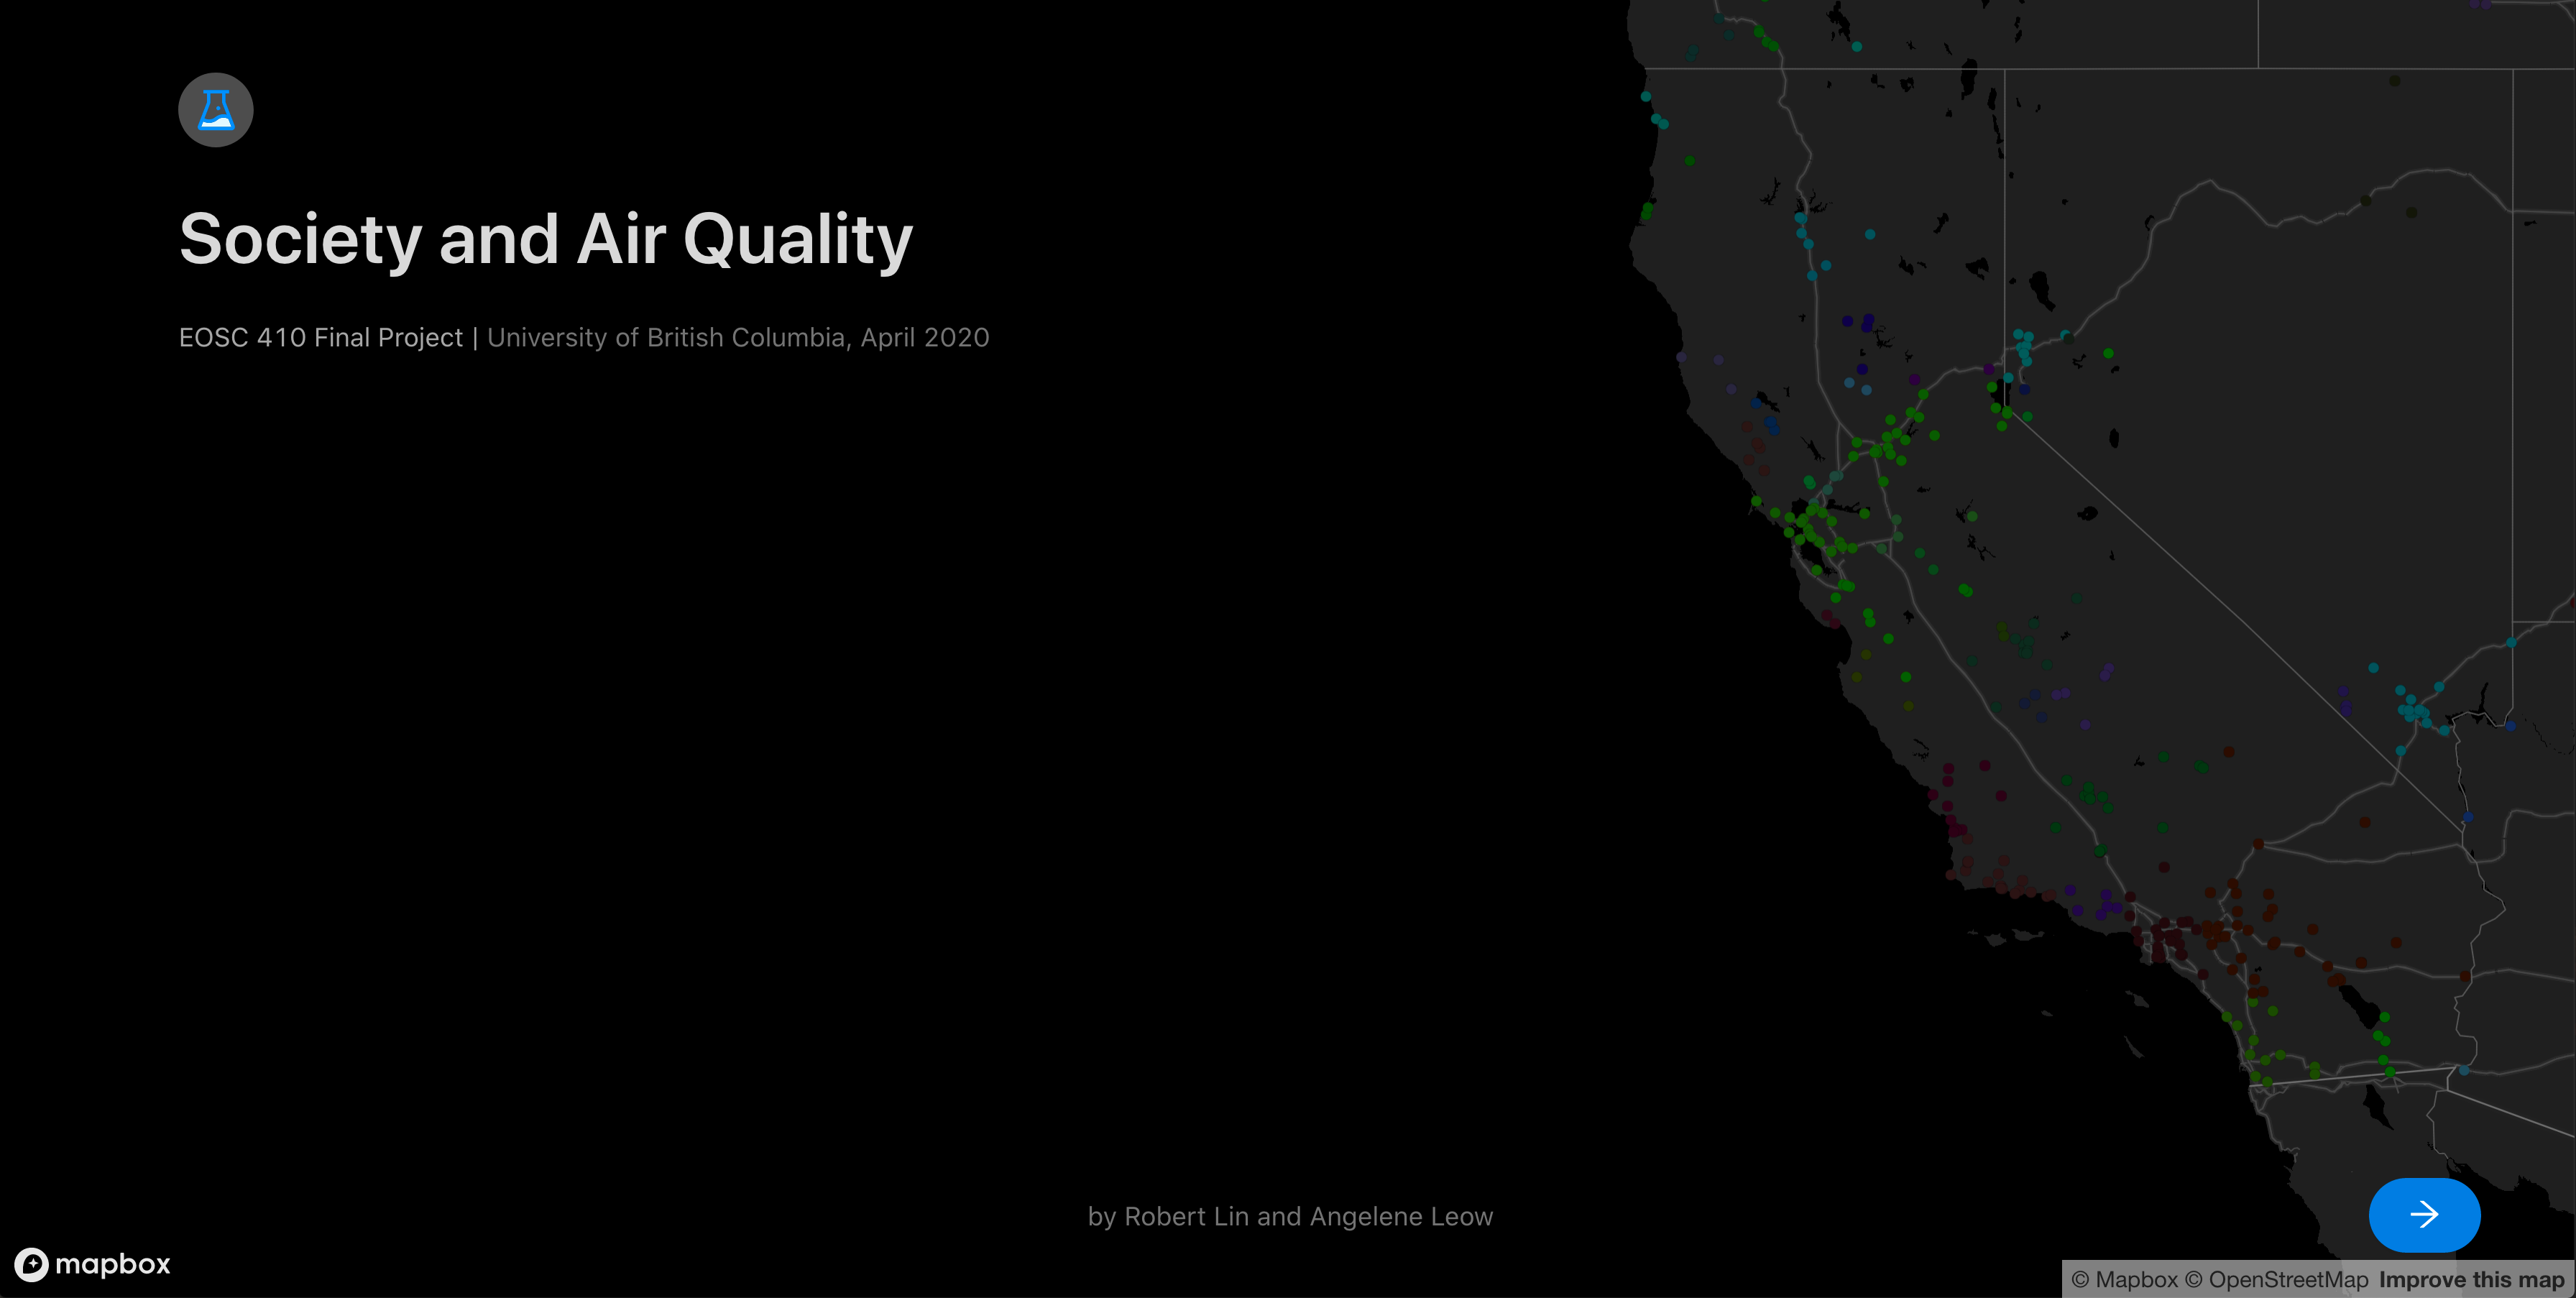 Society and Air Quality
EOSC 410 Final Project | University of British Columbia, April 2020
by Robert Lin and Angelene Leow
mapbox
© Mapbox © OpenStreetMap Improve this map